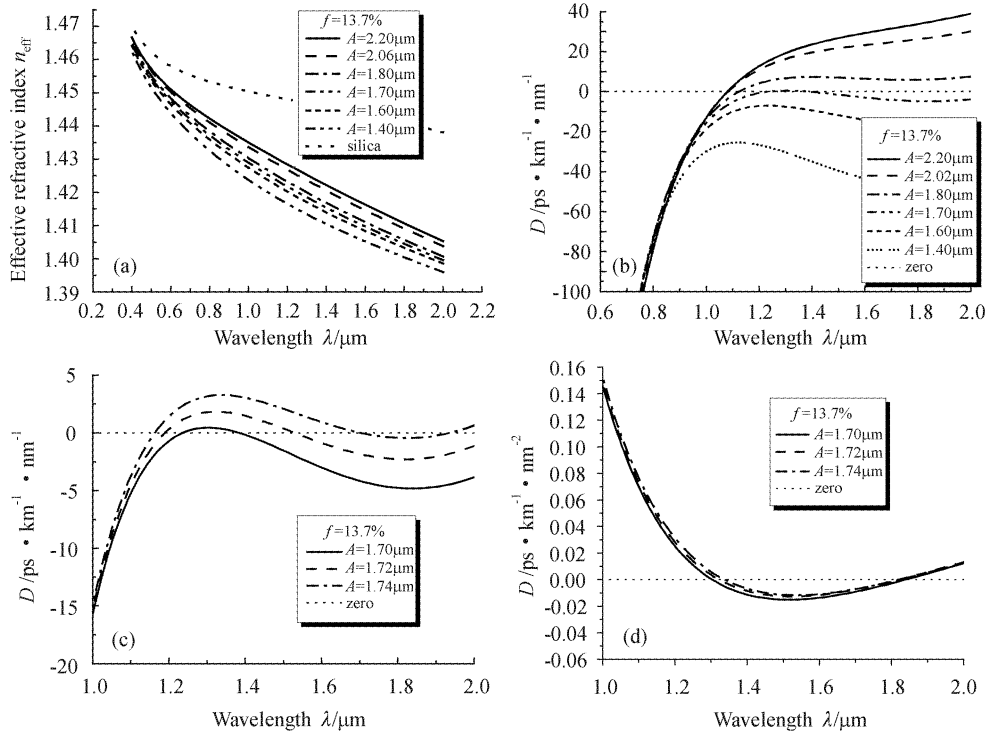 Effective refractive index n_eff
1.47
1.46
1.45
1.44
1.43
1.42
1.41
1.40
1.39
0.2 0.4 0.6 0.8 1.0 1.2 1.4 1.6 1.8 2.0 2.2
Wavelength λ/μm
(a)
f=13.7%
A=2.20μm
A=2.06μm
A=1.80μm
A=1.70μm
A=1.60μm
A=1.40μm
silica
D /ps • km⁻¹ • nm⁻¹
40
20
0
-20
-40
-60
-80
-100
0.6 0.8 1.0 1.2 1.4 1.6 1.8 2.0
Wavelength λ/μm
(b)
f=13.7%
A=2.20μm
A=2.02μm
A=1.80μm
A=1.70μm
A=1.60μm
A=1.40μm
zero
D /ps • km⁻¹ • nm⁻¹
5
0
-5
-10
-15
-20
1.0 1.2 1.4 1.6 1.8 2.0
Wavelength λ/μm
(c)
f=13.7%
A=1.70μm
A=1.72μm
A=1.74μm
zero
D /ps • km⁻¹ • nm⁻²
0.16
0.14
0.12
0.10
0.08
0.06
0.04
0.02
0.00
-0.02
-0.04
-0.06
1.0 1.2 1.4 1.6 1.8 2.0
Wavelength λ/μm
(d)
f=13.7%
A=1.70μm
A=1.72μm
A=1.74μm
zero